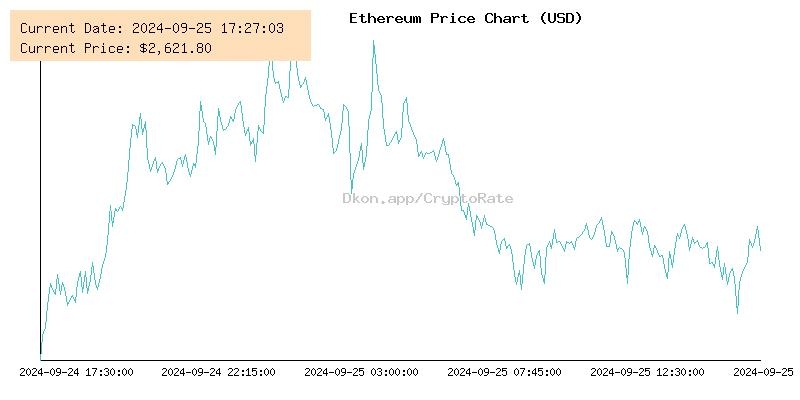 Ethereum Price Chart (USD)
Current Date: 2024-09-25 17:27:03
Current Price: $2,621.80
Dkon.app/CryptoRate
2024-09-24 17:30:00 2024-09-24 22:15:00 2024-09-25 03:00:00 2024-09-25 07:45:00 2024-09-25 12:30:00 2024-09-25